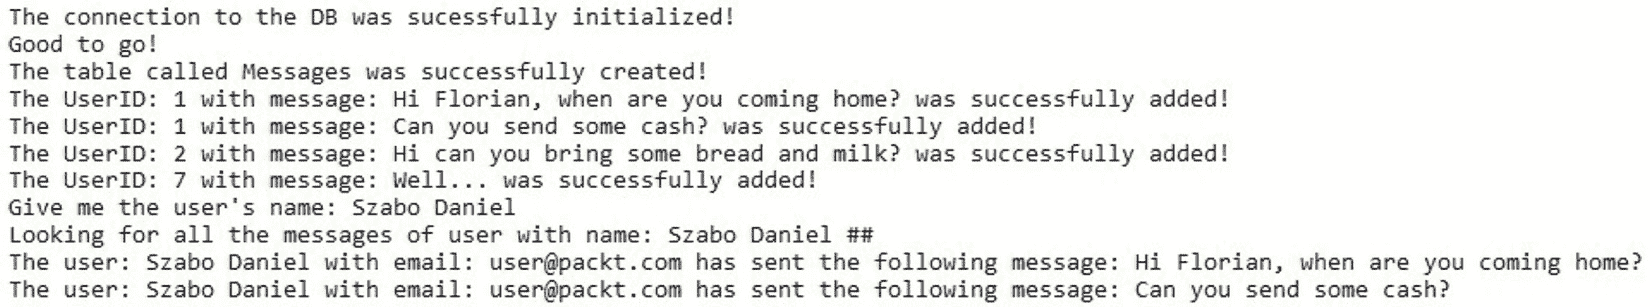 The connection to the DB was sucessfully initialized!
Good to go!
The table called Messages was successfully created!
The UserID: 1 with message: Hi Florian, when are you coming home? was successfully added!
The UserID: 1 with message: Can you send some cash? was successfully added!
The UserID: 2 with message: Hi can you bring some bread and milk? was successfully added!
The UserID: 7 with message: Well... was successfully added!
Give me the user's name: Szabo Daniel
Looking for all the messages of user with name: Szabo Daniel ##
The user: Szabo Daniel with email: user@packt.com has sent the following message: Hi Florian, when are you coming home?
The user: Szabo Daniel with email: user@packt.com has sent the following message: Can you send some cash?